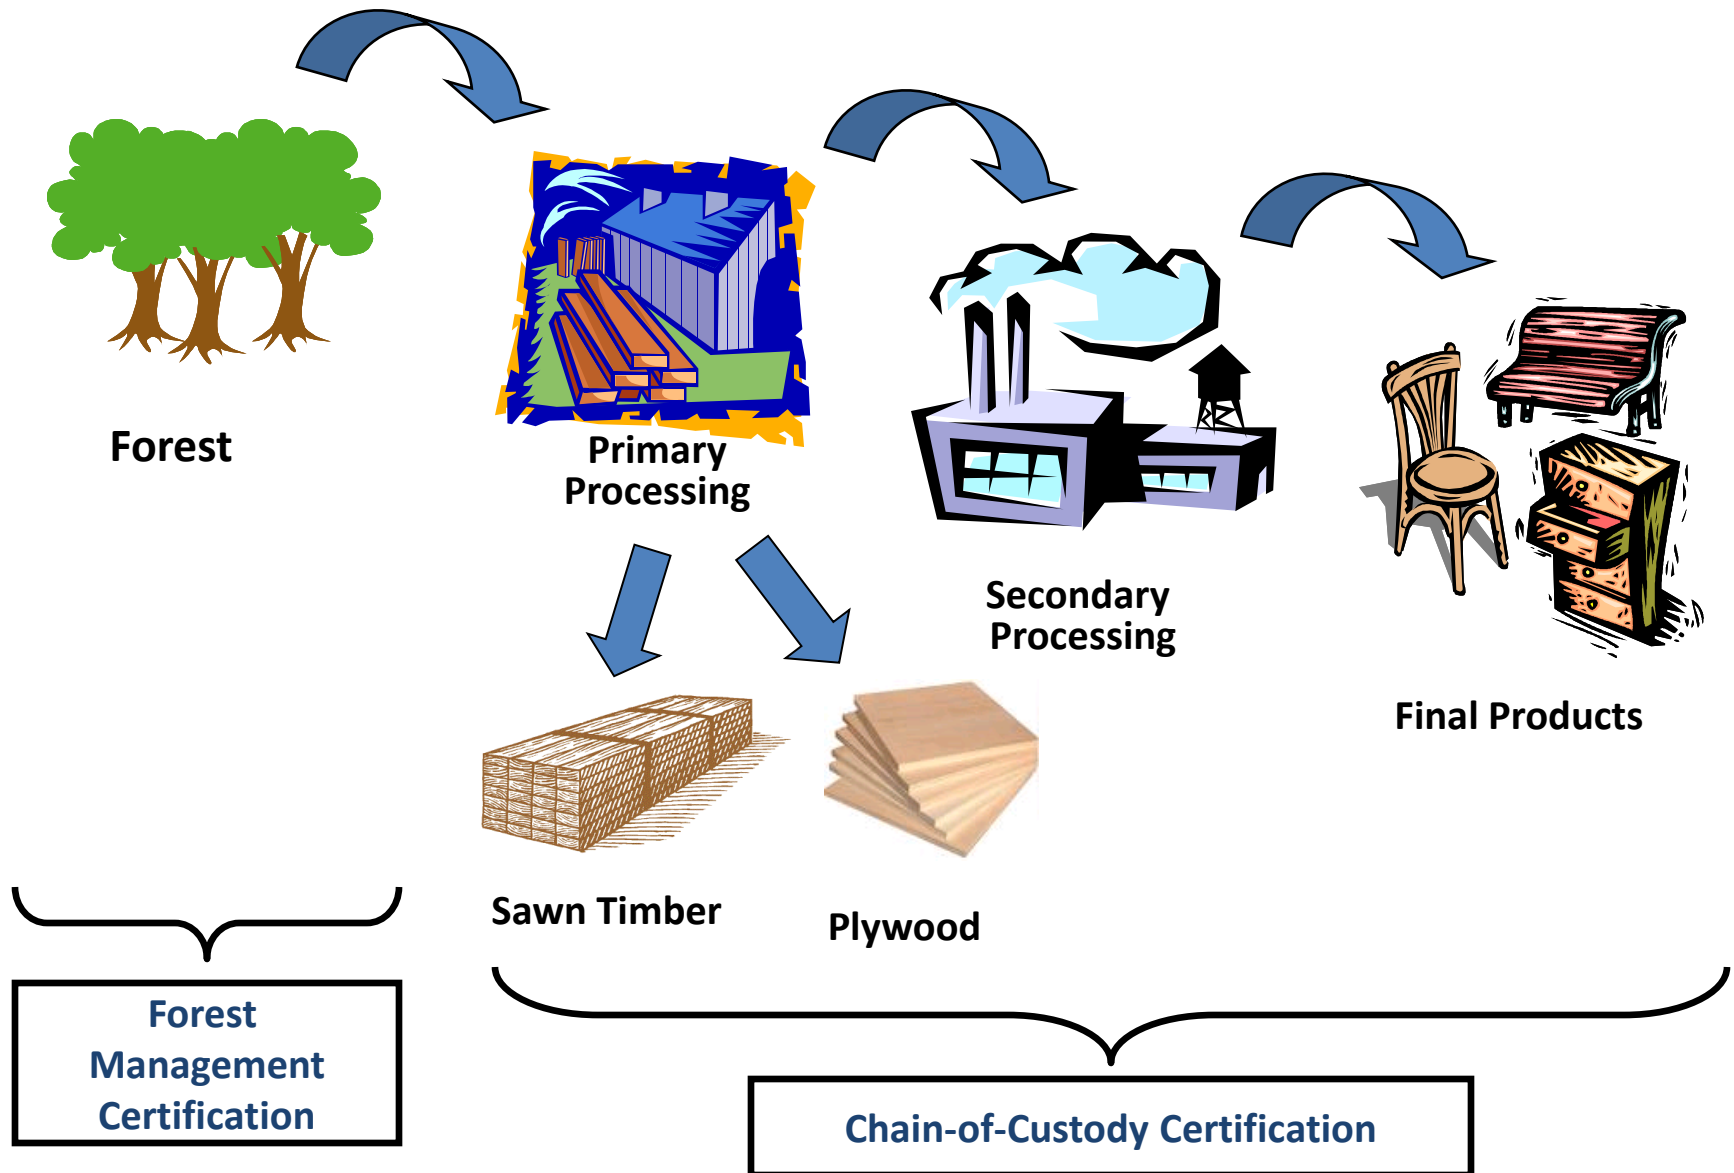 Forest
Primary
Processing
Secondary
Processing
Final Products
Sawn Timber
Plywood
Forest
Management
Certification
Chain-of-Custody Certification